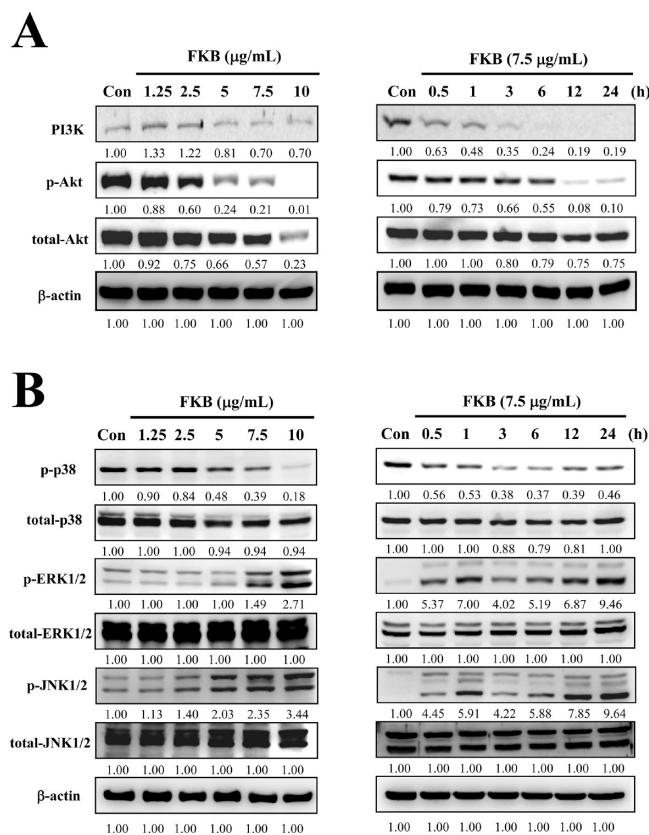 A
FKB (μg/mL)
Con 1.25 2.5 5 7.5 10
PI3K
1.00 1.33 1.22 0.81 0.70 0.70
p-Akt
1.00 0.88 0.60 0.24 0.21 0.01
total-Akt
1.00 0.92 0.75 0.66 0.57 0.23
β-actin
1.00 1.00 1.00 1.00 1.00 1.00
FKB (7.5 μg/mL)
Con 0.5 1 3 6 12 24 (h)
1.00 0.63 0.48 0.35 0.24 0.19 0.19
1.00 0.79 0.73 0.66 0.55 0.08 0.10
1.00 1.00 1.00 0.80 0.79 0.75 0.75
1.00 1.00 1.00 1.00 1.00 1.00 1.00
B
FKB (μg/mL)
Con 1.25 2.5 5 7.5 10
p-p38
1.00 0.90 0.84 0.48 0.39 0.18
total-p38
1.00 1.00 1.00 0.94 0.94 0.94
p-ERK1/2
1.00 1.00 1.00 1.00 1.49 2.71
total-ERK1/2
1.00 1.00 1.00 1.00 1.00 1.00
p-JNK1/2
1.00 1.13 1.40 2.03 2.35 3.44
total-JNK1/2
1.00 1.00 1.00 1.00 1.00 1.00
β-actin
1.00 1.00 1.00 1.00 1.00 1.00
FKB (7.5 μg/mL)
Con 0.5 1 3 6 12 24 (h)
1.00 0.56 0.53 0.38 0.37 0.39 0.46
1.00 1.00 1.00 0.88 0.79 0.81 1.00
1.00 5.37 7.00 4.02 5.19 6.87 9.46
1.00 1.00 1.00 1.00 1.00 1.00 1.00
1.00 4.45 5.91 4.22 5.88 7.85 9.64
1.00 1.00 1.00 1.00 1.00 1.00 1.00
1.00 1.00 1.00 1.00 1.00 1.00 1.00